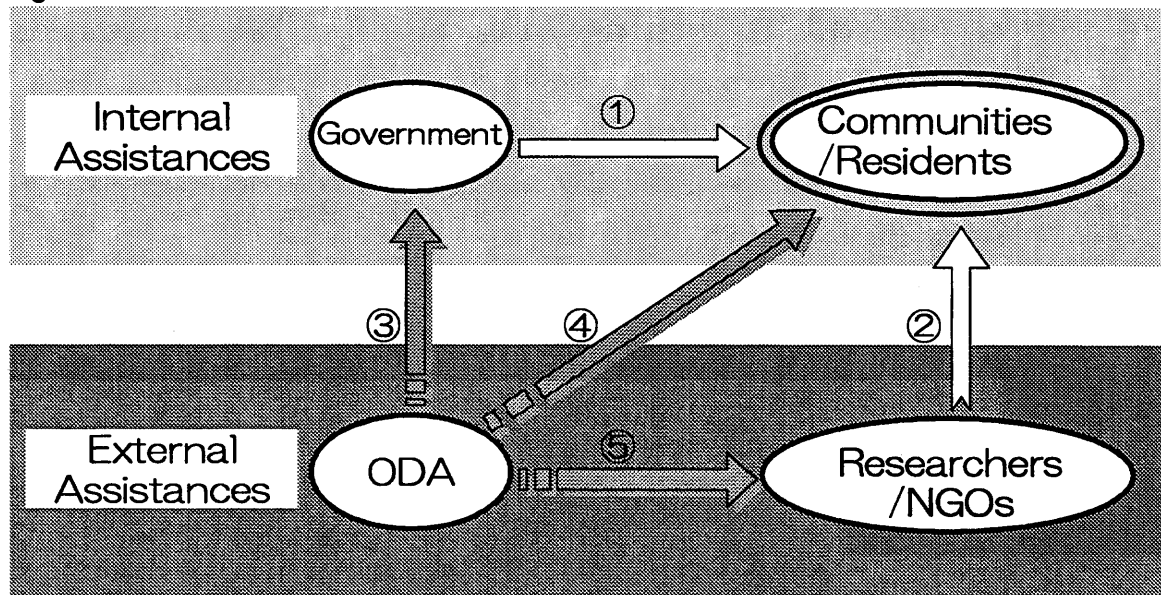 Internal
Assistances
Government
①
Communities
/Residents
③
④
②
External
Assistances
ODA
⑤
Researchers
/NGOs